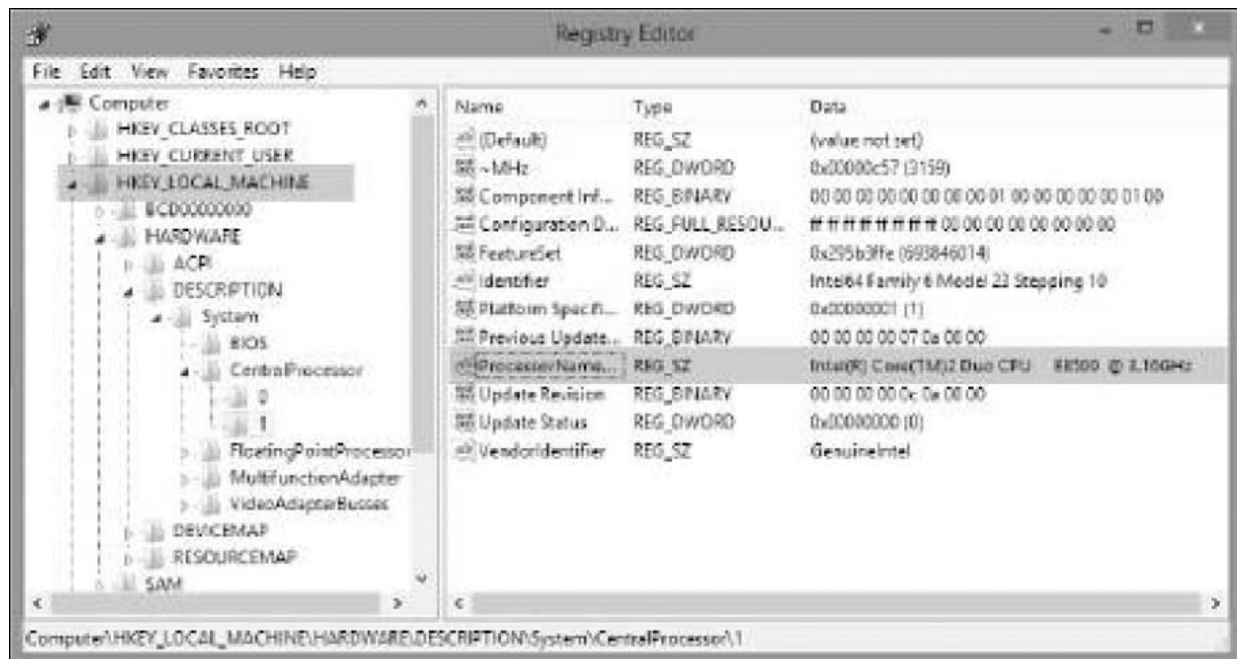 Registry Editor
File Edit View Favorites Help
Computer
HKEY_CLASSES_ROOT
HKEY_CURRENT_USER
HKEY_LOCAL_MACHINE
BCD00000000
HARDWARE
ACPI
DESCRIPTION
System
BIOS
CentralProcessor
0
1
FloatingPointProcessor
MultifunctionAdapter
VideoAdapterBusses
DEVICEMAP
RESOURCEMAP
SAM
Name Type Data
(Default) REG_SZ (value not set)
~MHz REG_DWORD 0x00000c57 (3159)
Component Inf... REG_BINARY 00 00 00 00 00 00 00 00 01 00 00 00 00 00 01 00
Configuration D... REG_FULL_RESOU... ff ff ff ff ff ff ff ff 00 00 00 00 00 00 00 00
FeatureSet REG_DWORD 0x295b3ffe (693846014)
Identifier REG_SZ Intel64 Family 6 Model 23 Stepping 10
Platform Specifi... REG_DWORD 0x00000001 (1)
Previous Update... REG_BINARY 00 00 00 00 07 0a 00 00
ProcessorName... REG_SZ Intel(R) Core(TM)2 Duo CPU E8500 @ 3.16GHz
Update Revision REG_BINARY 00 00 00 00 0c 0a 00 00
Update Status REG_DWORD 0x00000000 (0)
VendorIdentifier REG_SZ GenuineIntel
Computer\HKEY_LOCAL_MACHINE\HARDWARE\DESCRIPTION\System\CentralProcessor\1